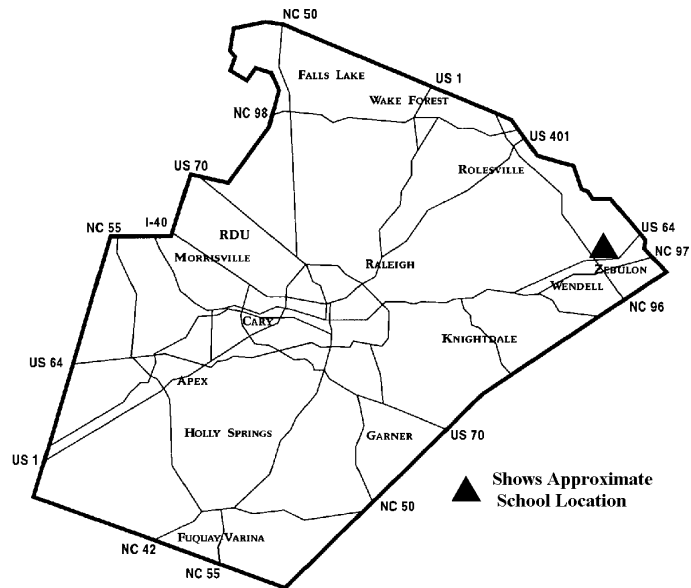 NC 50
FALLS LAKE
US 1
WAKE FOREST
NC 98
US 401
US 70
ROLESVILLE
NC 55
I-40
US 64
RDU
NC 97
MORRISVILLE
RALEIGH
ZEBULON
WENDELL
NC 96
CARY
KNIGHTDALE
US 64
APEX
HOLLY SPRINGS
GARNER
US 70
US 1
Shows Approximate
School Location
NC 50
FUQUAY VARINA
NC 42
NC 55